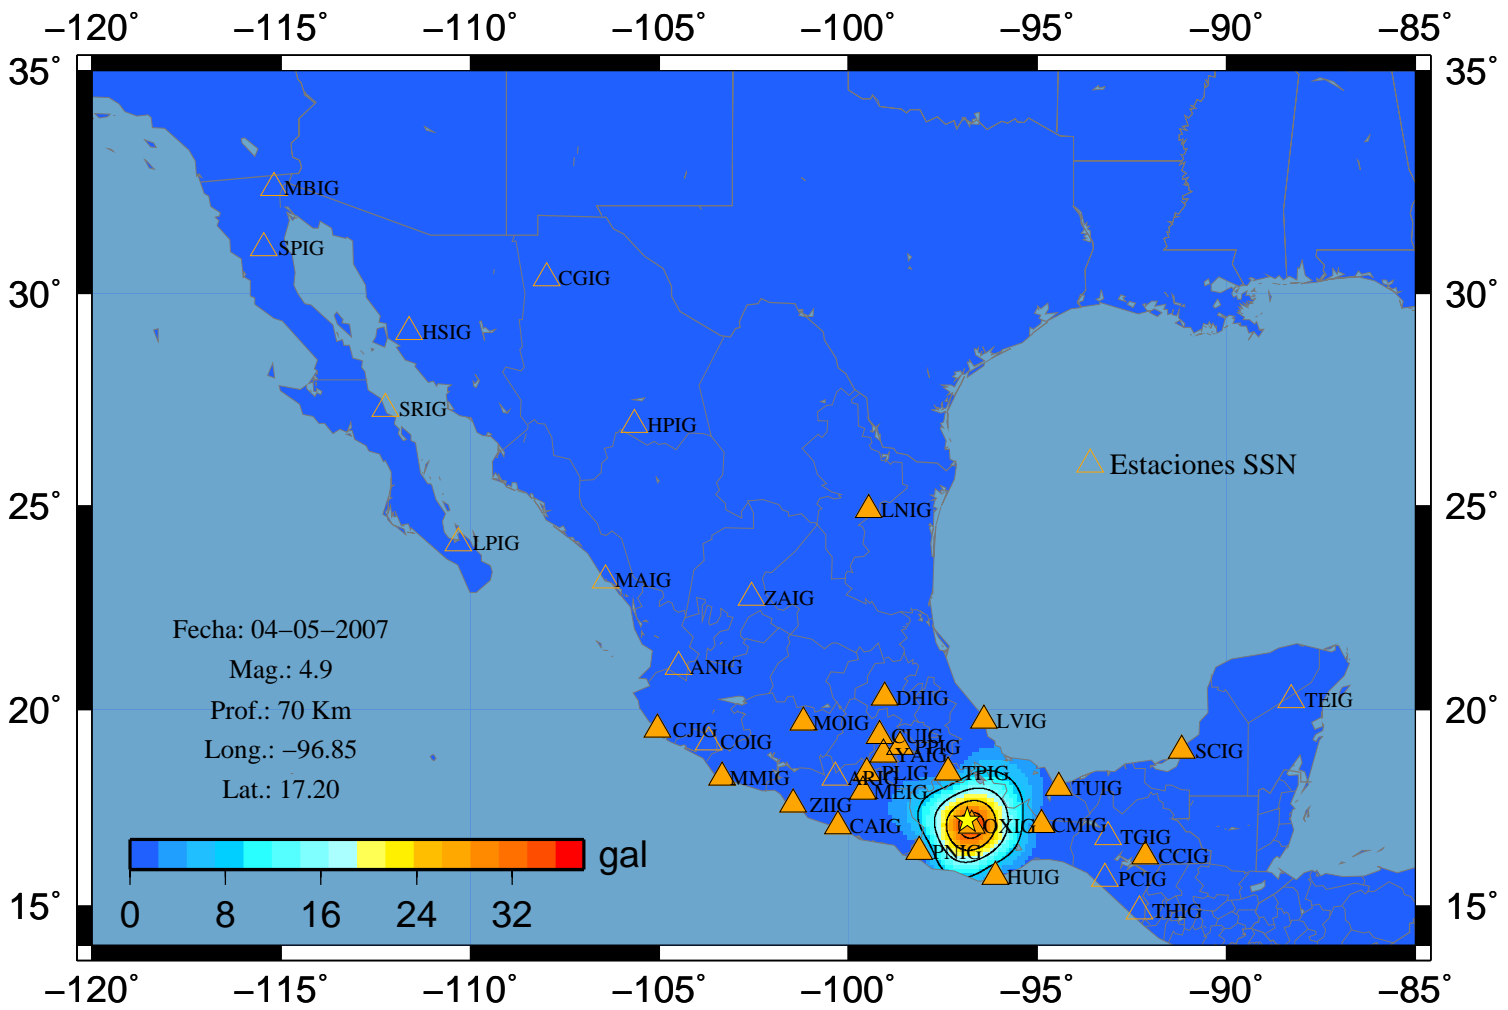 −120° −115° −110° −105° −100° −95° −90° −85°
35° 35°
MBIG
SPIG
CGIG
30° 30°
HSIG
SRIG
HPIG
Estaciones SSN
25° LNIG 25°
LPIG
MAIG
ZAIG
Fecha: 04−05−2007
Mag.: 4.9
ANIG
DHIG
TEIG
Prof.: 70 Km
20° 20°
MOIG
LVIG
CJIG
CUIG
COIG
PPIG
Long.: −96.85
SCIG
YAIG
PLIG
TPIG
MMIG
ARIG
Lat.: 17.20
TUIG
MEIG
ZIIG
CAIG
OXIG
CMIG
TGIG
PNIG
gal
CCIG
HUIG
PCIG
15° 15°
THIG
0 8 16 24 32
−120° −115° −110° −105° −100° −95° −90° −85°